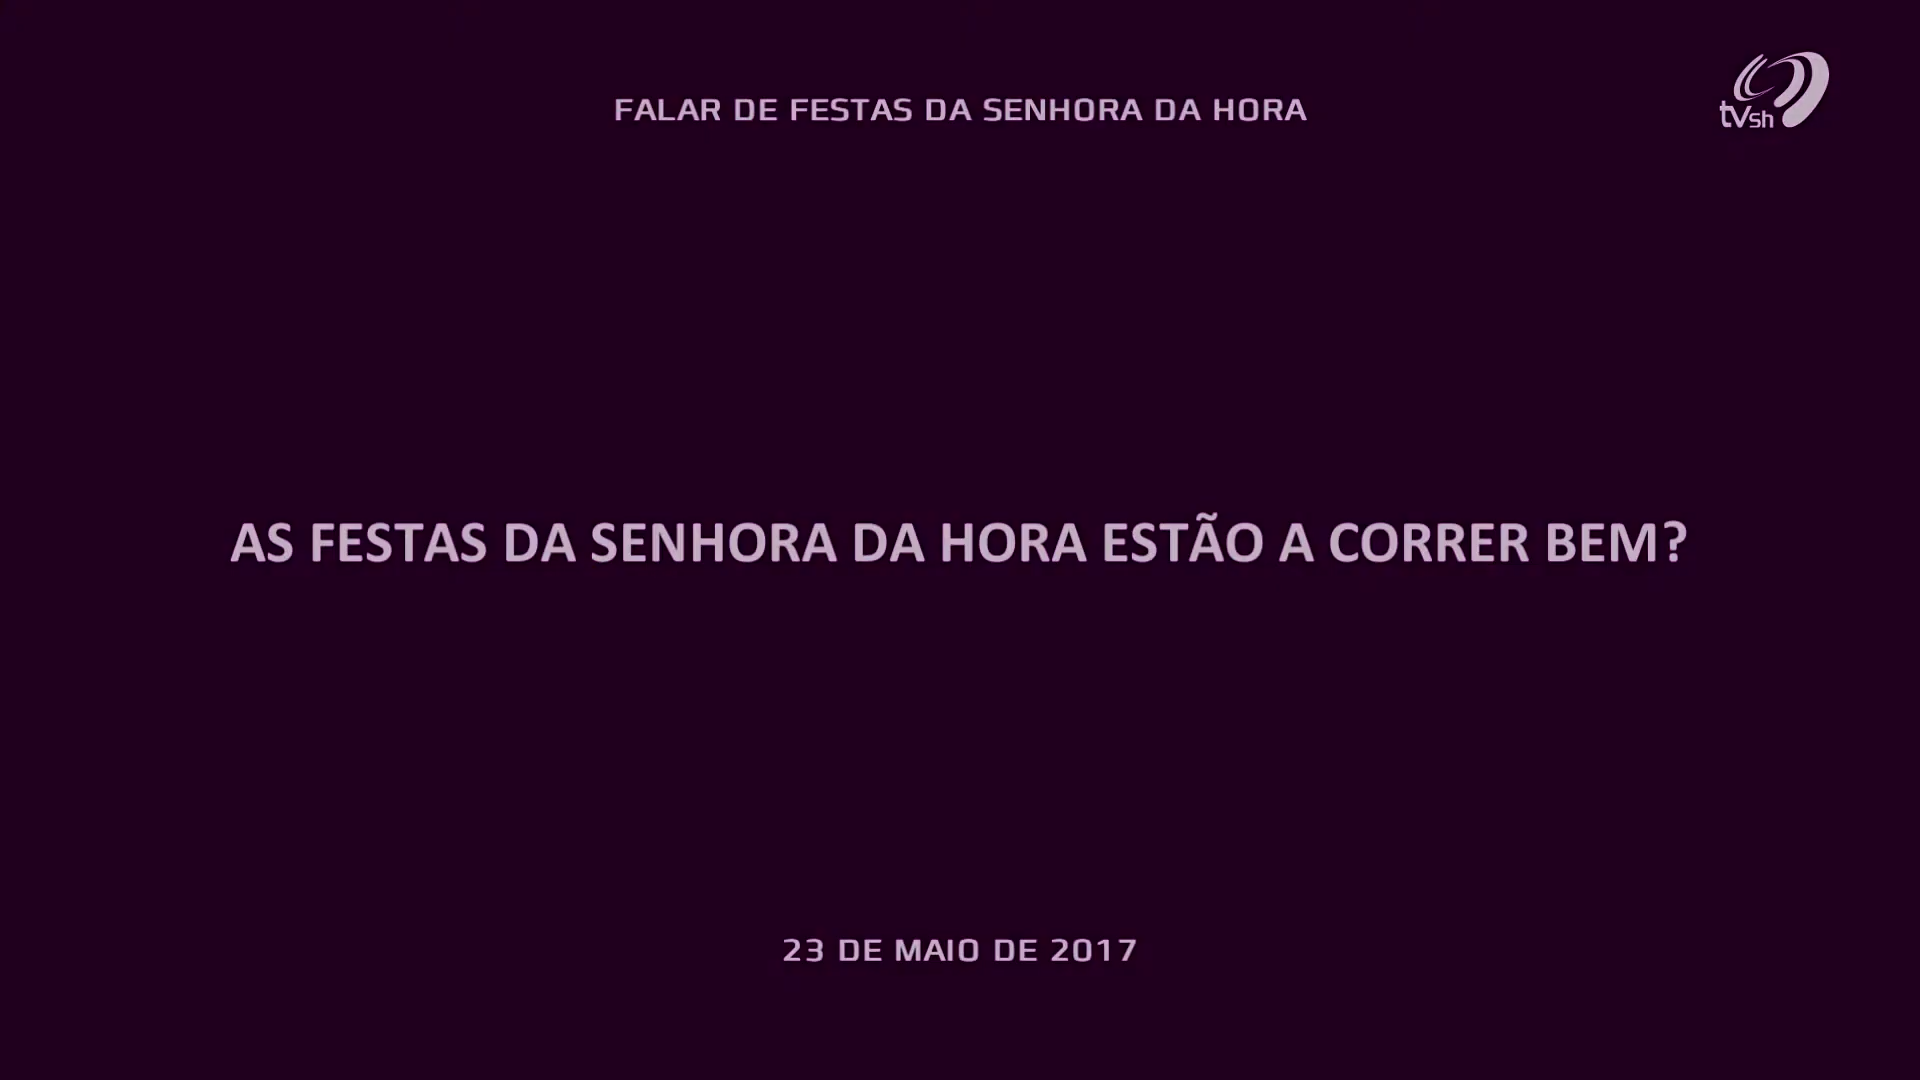 FALAR DE FESTAS DA SENHORA DA HORA
tVsh
AS FESTAS DA SENHORA DA HORA ESTÃO A CORRER BEM?
23 DE MAIO DE 2017